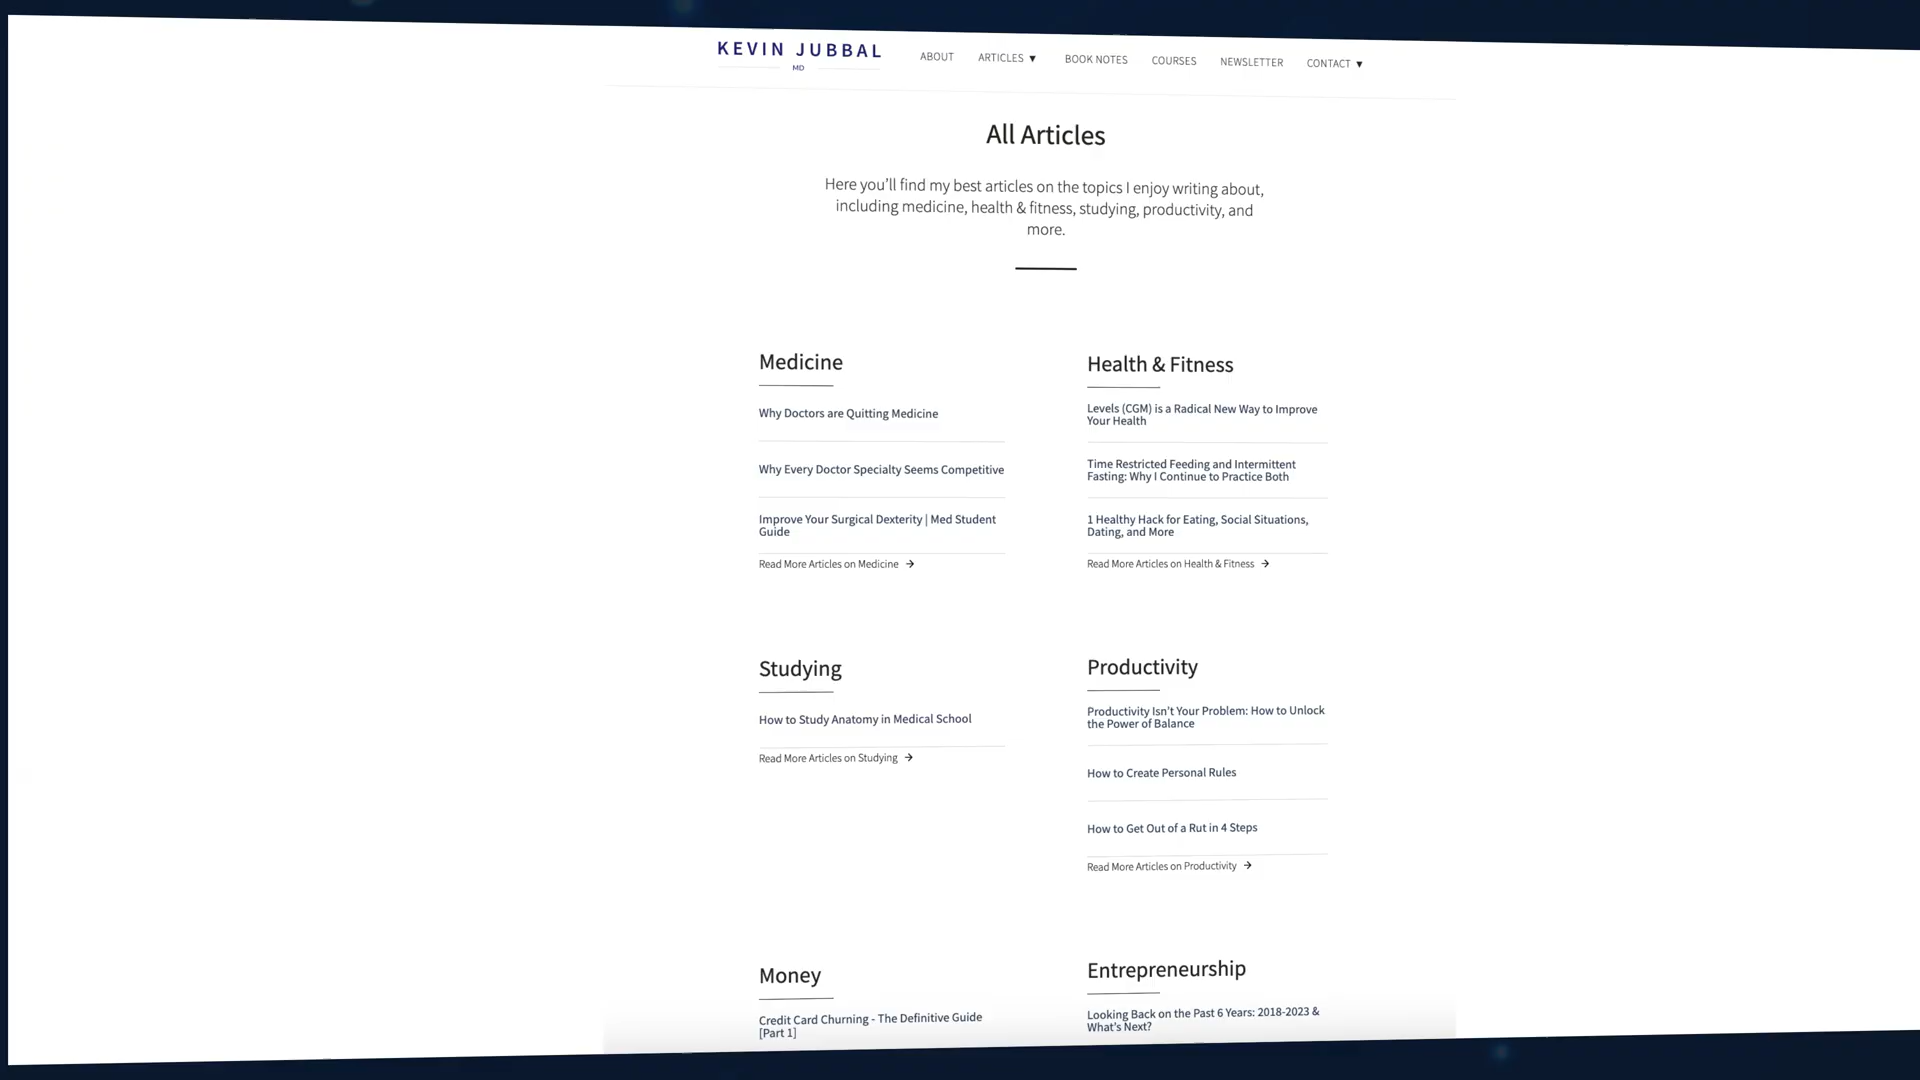 KEVIN JUBBAL
MD
ABOUT
ARTICLES ▼
BOOK NOTES
COURSES
NEWSLETTER
CONTACT ▼
All Articles
Here you’ll find my best articles on the topics I enjoy writing about,
including medicine, health & fitness, studying, productivity, and
more.
Medicine
Why Doctors are Quitting Medicine
Why Every Doctor Specialty Seems Competitive
Improve Your Surgical Dexterity | Med Student
Guide
Read More Articles on Medicine →
Health & Fitness
Levels (CGM) is a Radical New Way to Improve
Your Health
Time Restricted Feeding and Intermittent
Fasting: Why I Continue to Practice Both
1 Healthy Hack for Eating, Social Situations,
Dating, and More
Read More Articles on Health & Fitness →
Studying
How to Study Anatomy in Medical School
Read More Articles on Studying →
Productivity
Productivity Isn’t Your Problem: How to Unlock
the Power of Balance
How to Create Personal Rules
How to Get Out of a Rut in 4 Steps
Read More Articles on Productivity →
Money
Credit Card Churning - The Definitive Guide
[Part 1]
Entrepreneurship
Looking Back on the Past 6 Years: 2018-2023 &
What’s Next?